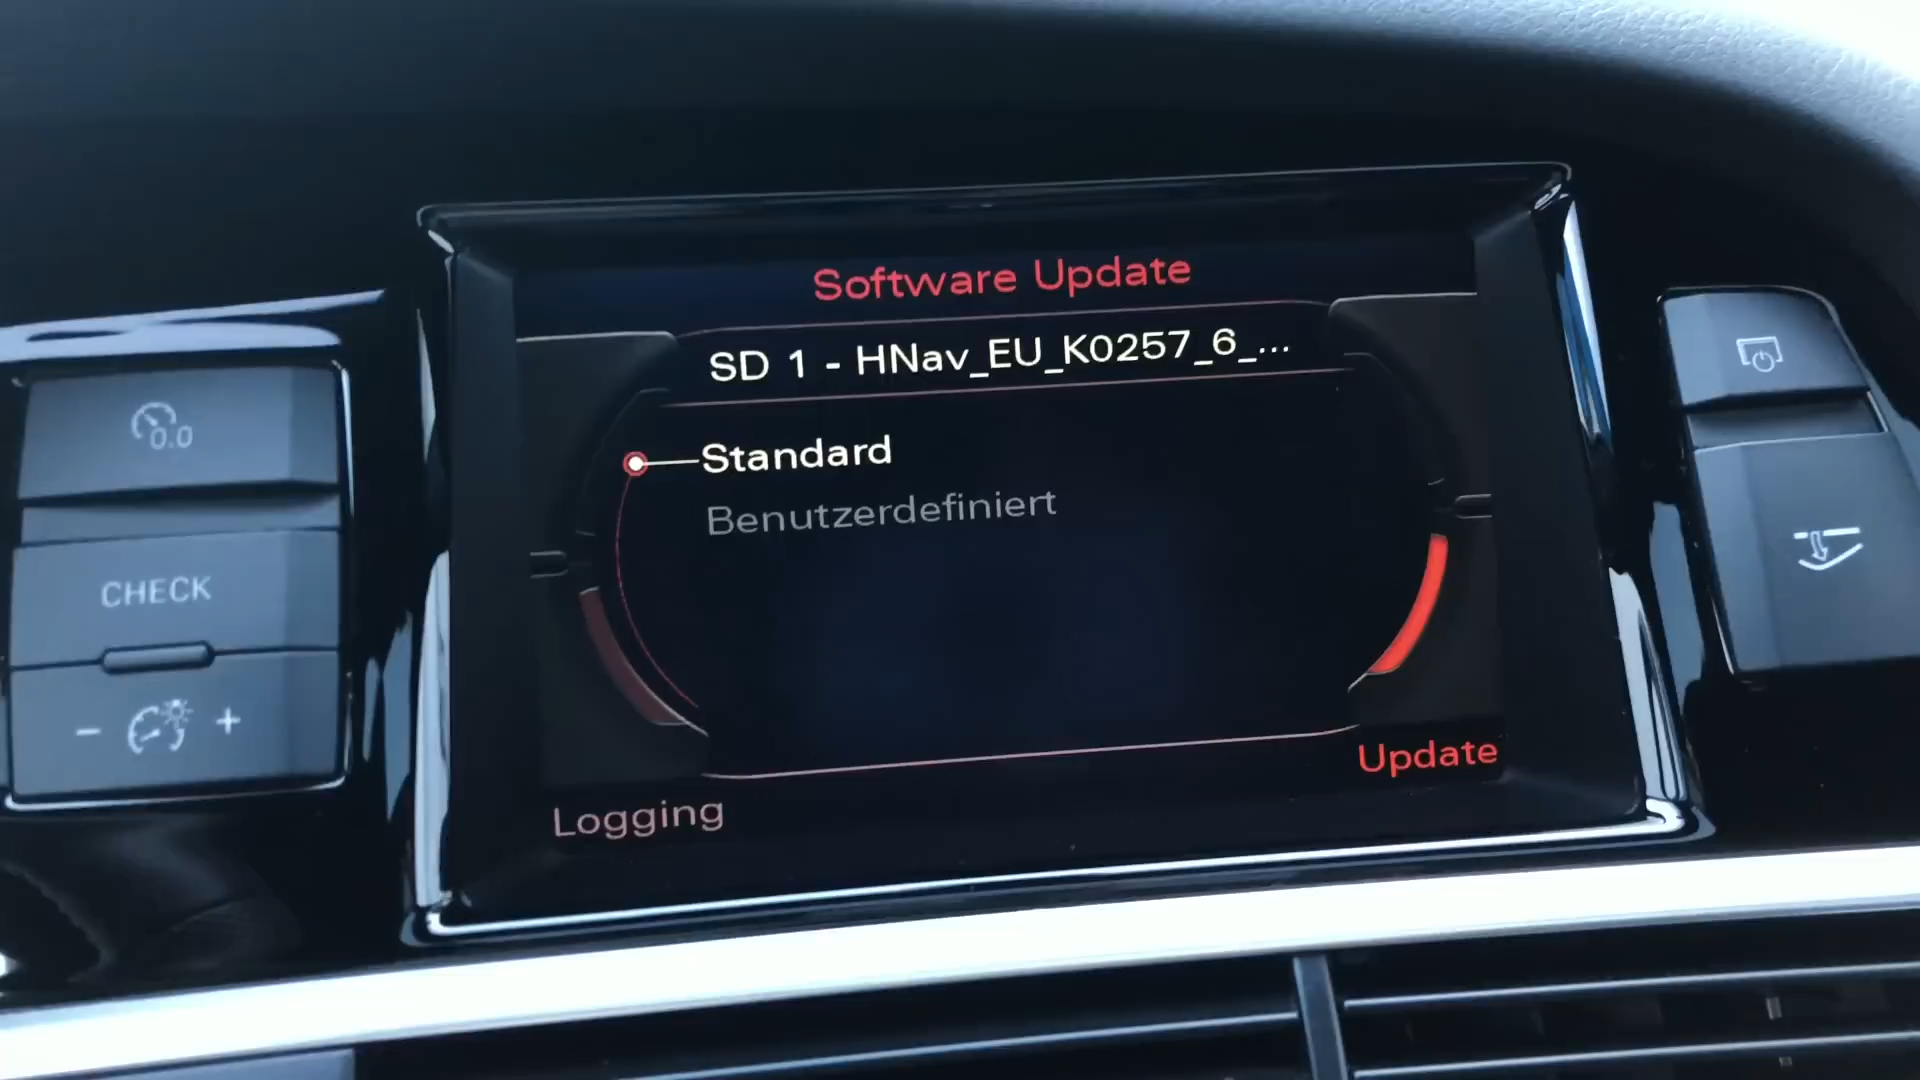 Software Update
SD 1 - HNav_EU_K0257_6_...
Standard
Benutzerdefiniert
Update
Logging
0.0
CHECK
- +